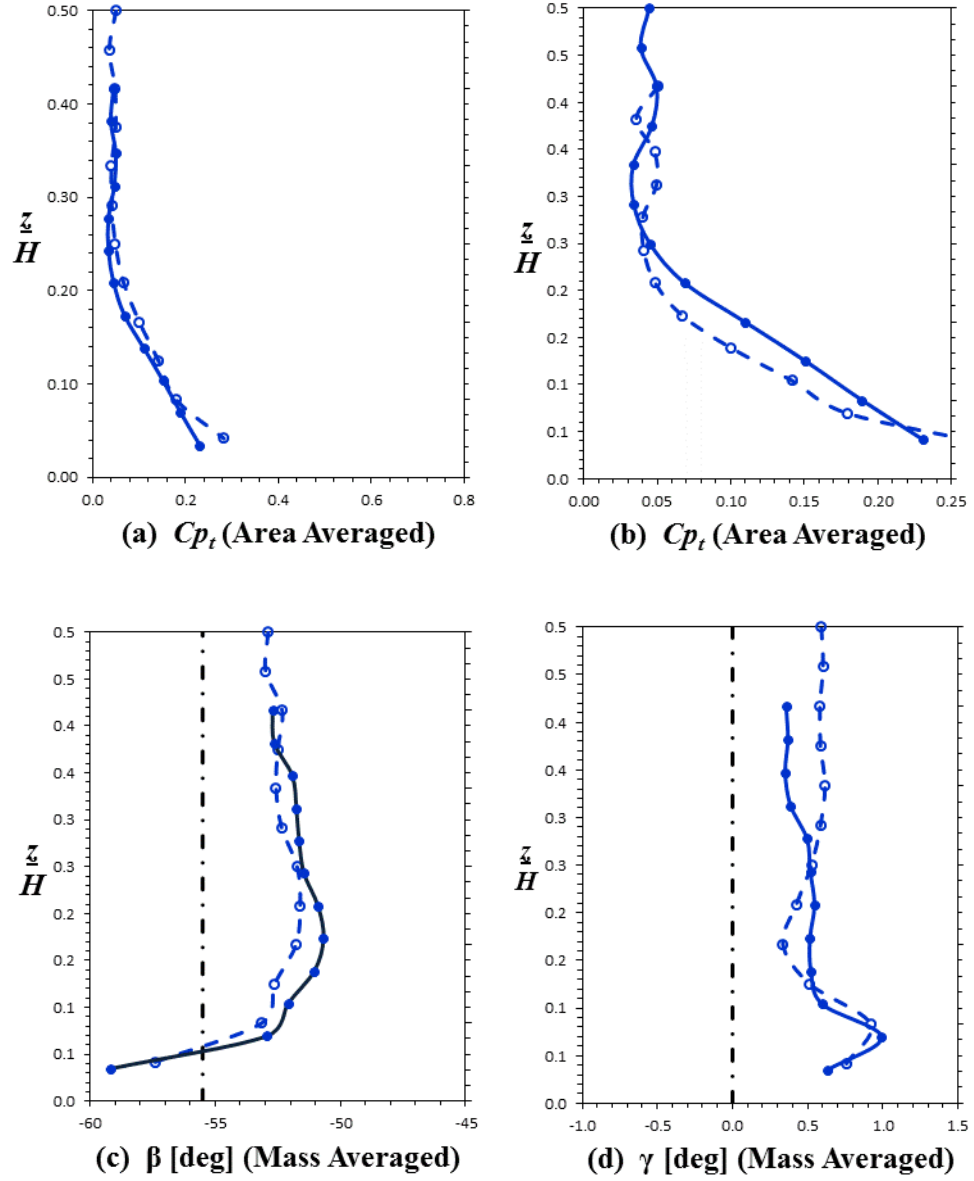 0.50
0.40
0.30
0.20
0.10
0.00
z
H
0.0 0.2 0.4 0.6 0.8
(a) Cpt (Area Averaged)
0.5
0.5
0.4
0.4
0.3
0.3
0.2
0.2
0.1
0.1
0.0
z
H
0.00 0.05 0.10 0.15 0.20 0.25
(b) Cpt (Area Averaged)
0.5
0.5
0.4
0.4
0.3
0.3
0.2
0.2
0.1
0.1
0.0
z
H
-60 -55 -50 -45
(c) β [deg] (Mass Averaged)
0.5
0.5
0.4
0.4
0.3
0.3
0.2
0.2
0.1
0.1
0.0
z
H
-1.0 -0.5 0.0 0.5 1.0 1.5
(d) γ [deg] (Mass Averaged)